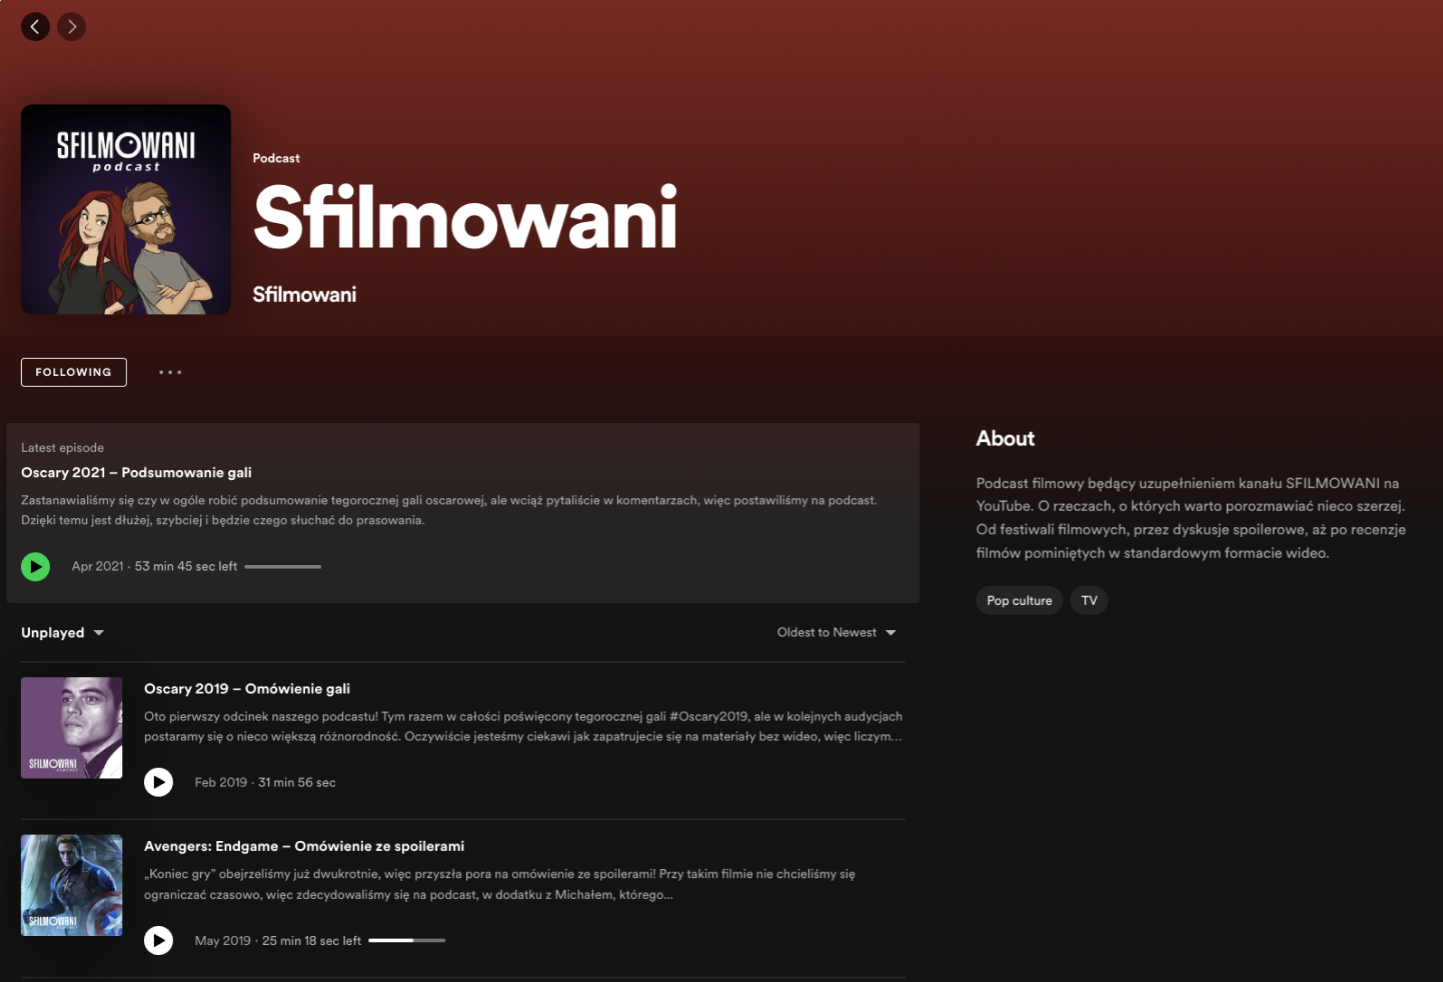 SFILMOWANI
podcast
Podcast
Sfilmowani
Sfilmowani
FOLLOWING
Latest episode
Oscary 2021 – Podsumowanie gali
Zastanawialiśmy się czy w ogóle robić podsumowanie tegorocznej gali oscarowej, ale wciąż pytaliście w komentarzach, więc postawiliśmy na podcast.
Dzięki temu jest dłużej, szybciej i będzie czego słuchać do prasowania.
Apr 2021 · 53 min 45 sec left
About
Podcast filmowy będący uzupełnieniem kanału SFILMOWANI na
YouTube. O rzeczach, o których warto porozmawiać nieco szerzej.
Od festiwali filmowych, przez dyskusje spoilerowe, aż po recenzje
filmów pominiętych w standardowym formacie wideo.
Pop culture TV
Unplayed
Oldest to Newest
Oscary 2019 – Omówienie gali
Oto pierwszy odcinek naszego podcastu! Tym razem w całości poświęcony tegorocznej gali #Oscary2019, ale w kolejnych audycjach
postaramy się o nieco większą różnorodność. Oczywiście jesteśmy ciekawi jak zapatrujecie się na materiały bez wideo, więc liczym...
SFILMOWANI
PODCAST
Feb 2019 · 31 min 56 sec
Avengers: Endgame – Omówienie ze spoilerami
„Koniec gry” obejrzeliśmy już dwukrotnie, więc przyszła pora na omówienie ze spoilerami! Przy takim filmie nie chcieliśmy się
ograniczać czasowo, więc zdecydowaliśmy się na podcast, w dodatku z Michałem, którego...
SFILMOWANI
PODCAST
May 2019 · 25 min 18 sec left